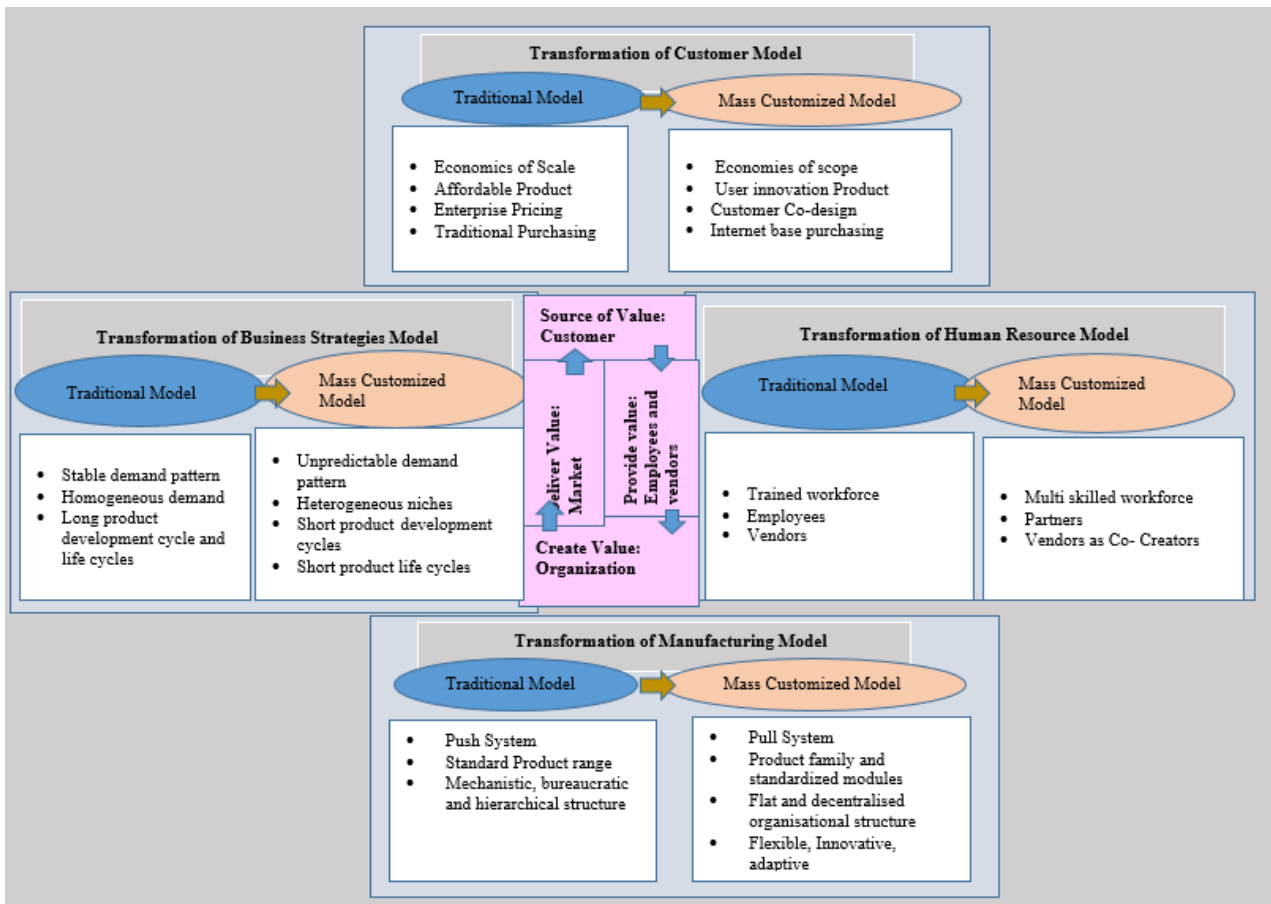 Transformation of Customer Model
Traditional Model
Mass Customized Model
• Economics of Scale
• Affordable Product
• Enterprise Pricing
• Traditional Purchasing
• Economies of scope
• User innovation Product
• Customer Co-design
• Internet base purchasing
Transformation of Business Strategies Model
Traditional Model
Mass Customized
Model
• Stable demand pattern
• Homogeneous demand
• Long product
development cycle and
life cycles
• Unpredictable demand
pattern
• Heterogeneous niches
• Short product development
cycles
• Short product life cycles
Source of Value:
Customer
eliver Value:
Market
Provide value:
Employees and
vendors
Create Value:
Organization
Transformation of Human Resource Model
Traditional Model
Mass Customized
Model
• Trained workforce
• Employees
• Vendors
• Multi skilled workforce
• Partners
• Vendors as Co- Creators
Transformation of Manufacturing Model
Traditional Model
Mass Customized Model
• Push System
• Standard Product range
• Mechanistic, bureaucratic
and hierarchical structure
• Pull System
• Product family and
standardized modules
• Flat and decentralised
organisational structure
• Flexible, Innovative,
adaptive